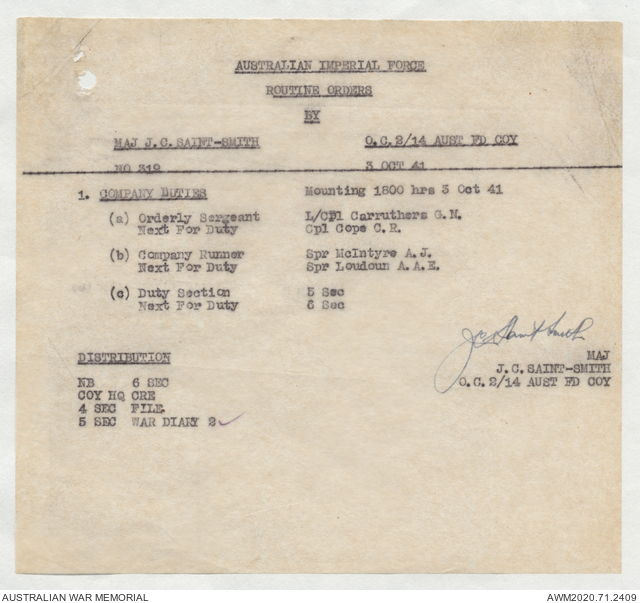 AUSTRALIAN IMPERIAL FORCE
ROUTINE ORDERS
BY
MAJ J.C. SAINT-SMITH O.C. 2/14 AUST FD COY
NO 319 3 OCT 41
1. COMPANY DUTIES Mounting 1800 hrs 3 Oct 41
(a) Orderly Sergeant L/Cpl Carruthers G.N.
Next For Duty Cpl Cope C.R.
(b) Company Runner Spr McIntyre A.J.
Next For Duty Spr Loudoun A.A.E.
(c) Duty Section 5 Sec
Next For Duty 6 Sec
JC Saint-Smith
MAJ
J.C. SAINT-SMITH
O.C. 2/14 AUST FD COY
DISTRIBUTION
NB 6 SEC
COY HQ CRE
4 SEC FILE
5 SEC WAR DIARY 2
AUSTRALIAN WAR MEMORIAL AWM2020.71.2409